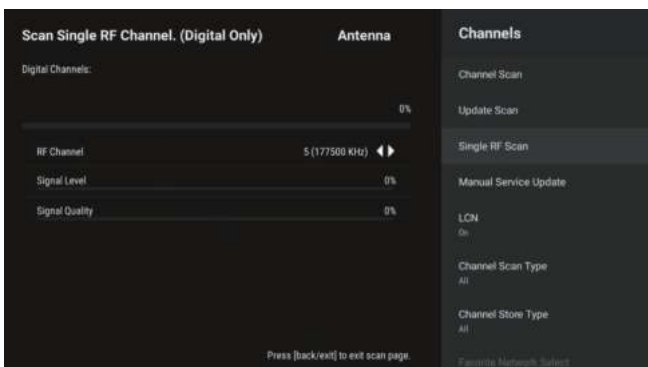 Scan Single RF Channel. (Digital Only) Antenna
Digital Channels:
0%
RF Channel 5 (177500 KHz)
Signal Level 0%
Signal Quality 0%
Press [back/exit] to exit scan page.
Channels
Channel Scan
Update Scan
Single RF Scan
Manual Service Update
LCN
On
Channel Scan Type
All
Channel Store Type
All
Favorite Network Select